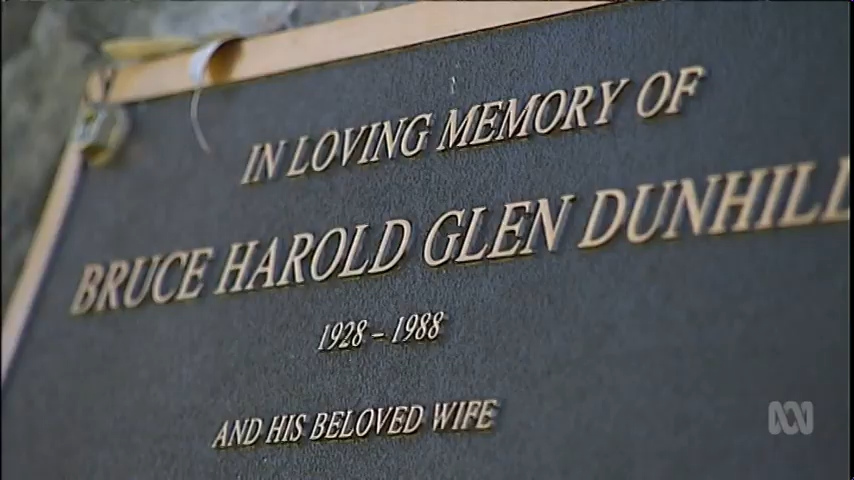 IN LOVING MEMORY OF
BRUCE HAROLD GLEN DUNHILL
1928 – 1988
AND HIS BELOVED WIFE